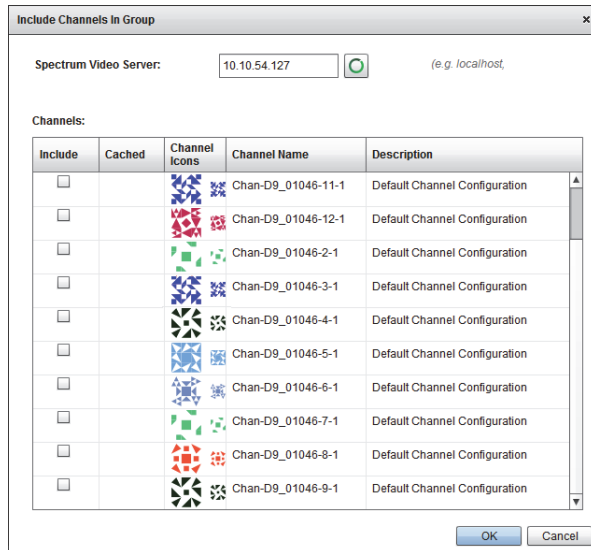 Include Channels In Group ×
Spectrum Video Server: 10.10.54.127 (e.g. localhost,
Channels:
Include Cached Channel Icons Channel Name Description
Chan-D9_01046-11-1 Default Channel Configuration
Chan-D9_01046-12-1 Default Channel Configuration
Chan-D9_01046-2-1 Default Channel Configuration
Chan-D9_01046-3-1 Default Channel Configuration
Chan-D9_01046-4-1 Default Channel Configuration
Chan-D9_01046-5-1 Default Channel Configuration
Chan-D9_01046-6-1 Default Channel Configuration
Chan-D9_01046-7-1 Default Channel Configuration
Chan-D9_01046-8-1 Default Channel Configuration
Chan-D9_01046-9-1 Default Channel Configuration
OK Cancel